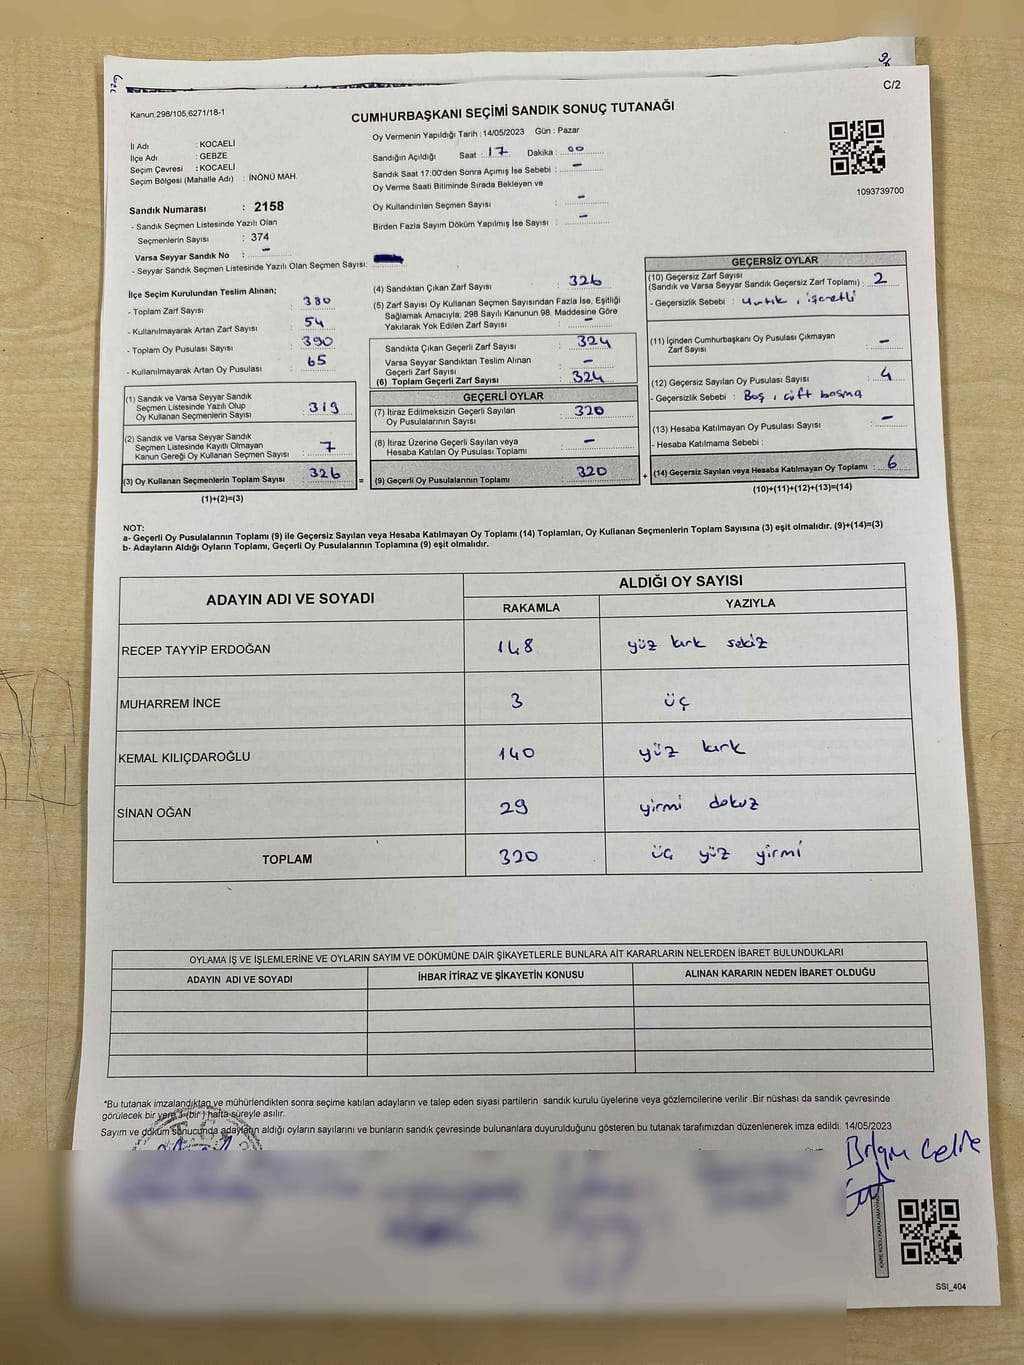 C/2
Kanun;298/105,6271/18-1
CUMHURBAŞKANI SEÇİMİ SANDIK SONUÇ TUTANAĞI
Oy Vermenin Yapıldığı Tarih : 14/05/2023 Gün : Pazar
İl Adı : KOCAELİ
İlçe Adı : GEBZE
Seçim Çevresi : KOCAELİ
Seçim Bölgesi (Mahalle Adı) : İNÖNÜ MAH.
Sandığın Açıldığı Saat : 17 Dakika : 00
Sandık Saat 17:00'den Sonra Açımış İse Sebebi : -
Oy Verme Saati Bitiminde Sırada Bekleyen ve
Oy Kullandırılan Seçmen Sayısı : -
Birden Fazla Sayım Döküm Yapılmış İse Sayısı : -
1093739700
Sandık Numarası : 2158
- Sandık Seçmen Listesinde Yazılı Olan
Seçmenlerin Sayısı : 374
Varsa Seyyar Sandık No : -
- Seyyar Sandık Seçmen Listesinde Yazılı Olan Seçmen Sayısı:
İlçe Seçim Kurulundan Teslim Alınan;
- Toplam Zarf Sayısı : 380
- Kullanılmayarak Artan Zarf Sayısı : 54
- Toplam Oy Pusulası Sayısı : 390
- Kullanılmayarak Artan Oy Pusulası : 65
(1) Sandık ve Varsa Seyyar Sandık
Seçmen Listesinde Yazılı Olup
Oy Kullanan Seçmenlerin Sayısı : 319
(2) Sandık ve Varsa Seyyar Sandık
Seçmen Listesinde Kayıtlı Olmayan
Kanun Gereği Oy Kullanan Seçmen Sayısı : 7
(3) Oy Kullanan Seçmenlerin Toplam Sayısı : 326
(1)+(2)=(3)
(4) Sandıktan Çıkan Zarf Sayısı : 326
(5) Zarf Sayısı Oy Kullanan Seçmen Sayısından Fazla İse, Eşitliği
Sağlamak Amacıyla; 298 Sayılı Kanunun 98. Maddesine Göre
Yakılarak Yok Edilen Zarf Sayısı : -
Sandıkta Çıkan Geçerli Zarf Sayısı : 324
Varsa Seyyar Sandıktan Teslim Alınan
Geçerli Zarf Sayısı : -
(6) Toplam Geçerli Zarf Sayısı : 324
GEÇERLİ OYLAR
(7) İtiraz Edilmeksizin Geçerli Sayılan
Oy Pusulalarının Sayısı : 320
(8) İtiraz Üzerine Geçerli Sayılan veya
Hesaba Katılan Oy Pusulası Toplamı : -
= (9) Geçerli Oy Pusulalarının Toplamı : 320 +
GEÇERSİZ OYLAR
(10) Geçersiz Zarf Sayısı
(Sandık ve Varsa Seyyar Sandık Geçersiz Zarf Toplamı) : 2
- Geçersizlik Sebebi : yırtık, işaretli
(11) İçinden Cumhurbaşkanı Oy Pusulası Çıkmayan
Zarf Sayısı : -
(12) Geçersiz Sayılan Oy Pusulası Sayısı : 4
- Geçersizlik Sebebi : Boş, çift basma
(13) Hesaba Katılmayan Oy Pusulası Sayısı : -
- Hesaba Katılmama Sebebi :
(14) Geçersiz Sayılan veya Hesaba Katılmayan Oy Toplamı : 6
(10)+(11)+(12)+(13)=(14)
NOT:
a- Geçerli Oy Pusulalarının Toplamı (9) ile Geçersiz Sayılan veya Hesaba Katılmayan Oy Toplamı (14) Toplamları, Oy Kullanan Seçmenlerin Toplam Sayısına (3) eşit olmalıdır. (9)+(14)=(3)
b- Adayların Aldığı Oyların Toplamı, Geçerli Oy Pusulalarının Toplamına (9) eşit olmalıdır.
ADAYIN ADI VE SOYADI
ALDIĞI OY SAYISI
RAKAMLA YAZIYLA
RECEP TAYYİP ERDOĞAN 148 yüz kırk sekiz
MUHARREM İNCE 3 üç
KEMAL KILIÇDAROĞLU 140 yüz kırk
SİNAN OĞAN 29 yirmi dokuz
TOPLAM 320 üç yüz yirmi
OYLAMA İŞ VE İŞLEMLERİNE VE OYLARIN SAYIM VE DÖKÜMÜNE DAİR ŞİKAYETLERLE BUNLARA AİT KARARLARIN NELERDEN İBARET BULUNDUKLARI
ADAYIN ADI VE SOYADI İHBAR İTİRAZ VE ŞİKAYETİN KONUSU ALINAN KARARIN NEDEN İBARET OLDUĞU
*Bu tutanak imzalandıktan ve mühürlendikten sonra seçime katılan adayların ve talep eden siyasi partilerin sandık kurulu üyelerine veya gözlemcilerine verilir .Bir nüshası da sandık çevresinde
görülecek bir yere 1 (bir ) hafta süreyle asılır.
Sayım ve döküm sonucunda adayların aldığı oyların sayılarını ve bunların sandık çevresinde bulunanlara duyurulduğunu gösteren bu tutanak tarafımızdan düzenlenerek imza edildi. 14/05/2023
KARE KODU KARALAMAYINIZ
SSI_404